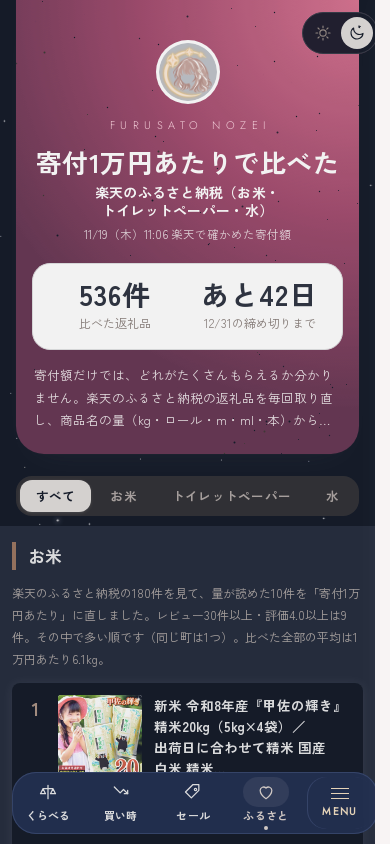 FURUSATO NOZEI
寄付1万円あたりで比べた
楽天のふるさと納税（お米・
トイレットペーパー・水）
11/19（木）11:06 楽天で確かめた寄付額
536件
あと42日
比べた返礼品
12/31の締め切りまで
寄付額だけでは、どれがたくさんもらえるか分かり
ません。楽天のふるさと納税の返礼品を毎回取り直
し、商品名の量（kg・ロール・m・ml・本）から…
すべて
お米
トイレットペーパー
水
お米
楽天のふるさと納税の180件を見て、量が読めた10件を「寄付1万
円あたり」に直しました。レビュー30件以上・評価4.0以上は9
件。その中で多い順です（同じ町は1つ）。比べた全部の平均は1
万円あたり6.1kg。
1
甲佐の育り
20
新米 令和8年産『甲佐の誉り』
精米20kg（5kg×4袋）／
出荷日に合わせて精米 国産
白米 精米
くらべる
買い時
セール
ふるさと
MENU